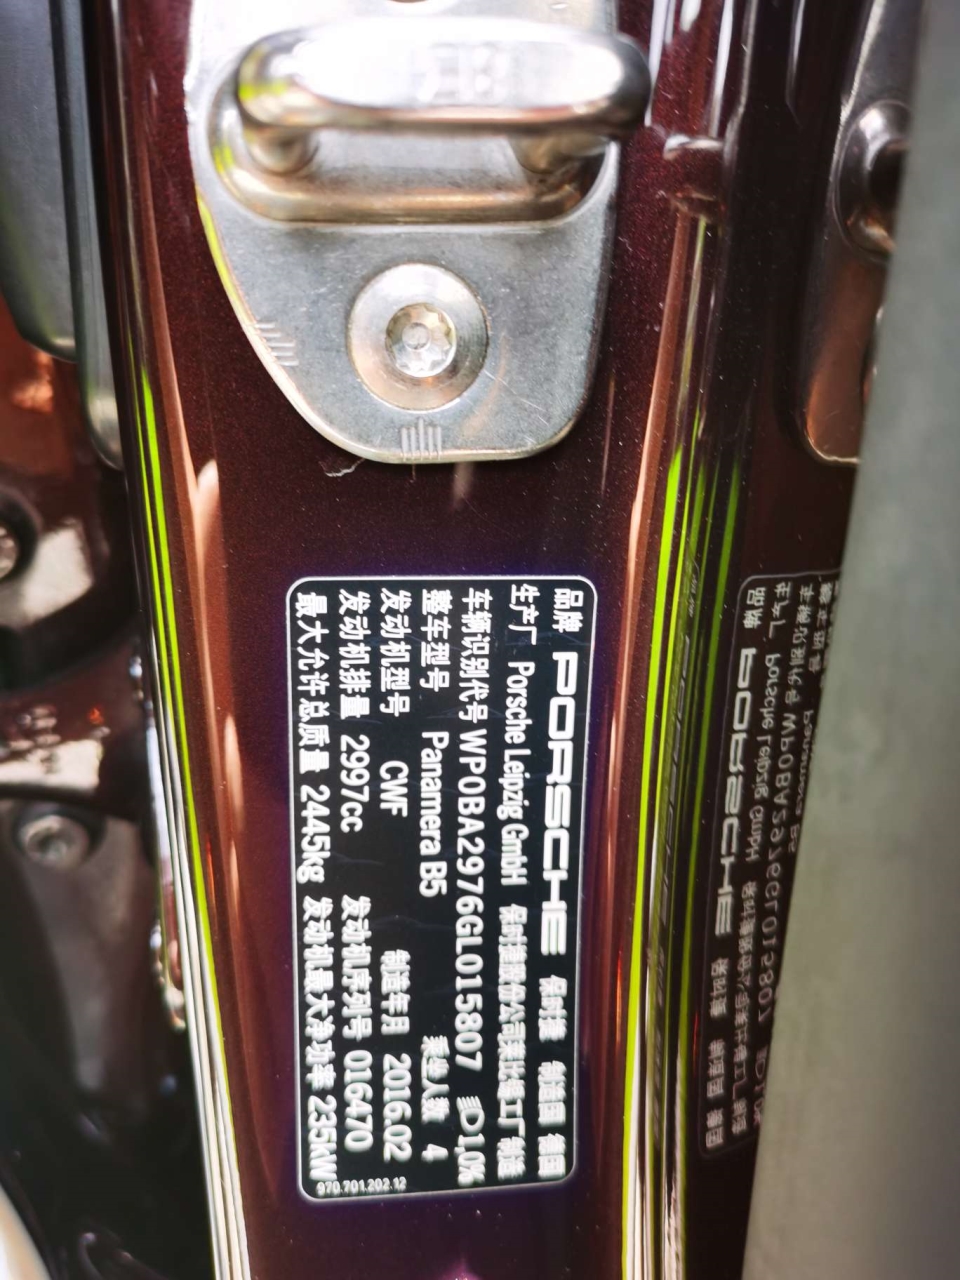 品牌 PORSCHE 保时捷 制造国 德国
生产厂 Porsche Leipzig GmbH 保时捷股份公司莱比锡工厂 制造
车辆识别代号 WP0BA2976GL015807 1,0%
整车型号 Panamera B5 乘坐人数 4
发动机型号 CWF 制造年月 2016.02
发动机排量 2997cc 发动机序列号 016470
最大允许总质量 2445kg 发动机最大净功率 235kW
970.701.202.12